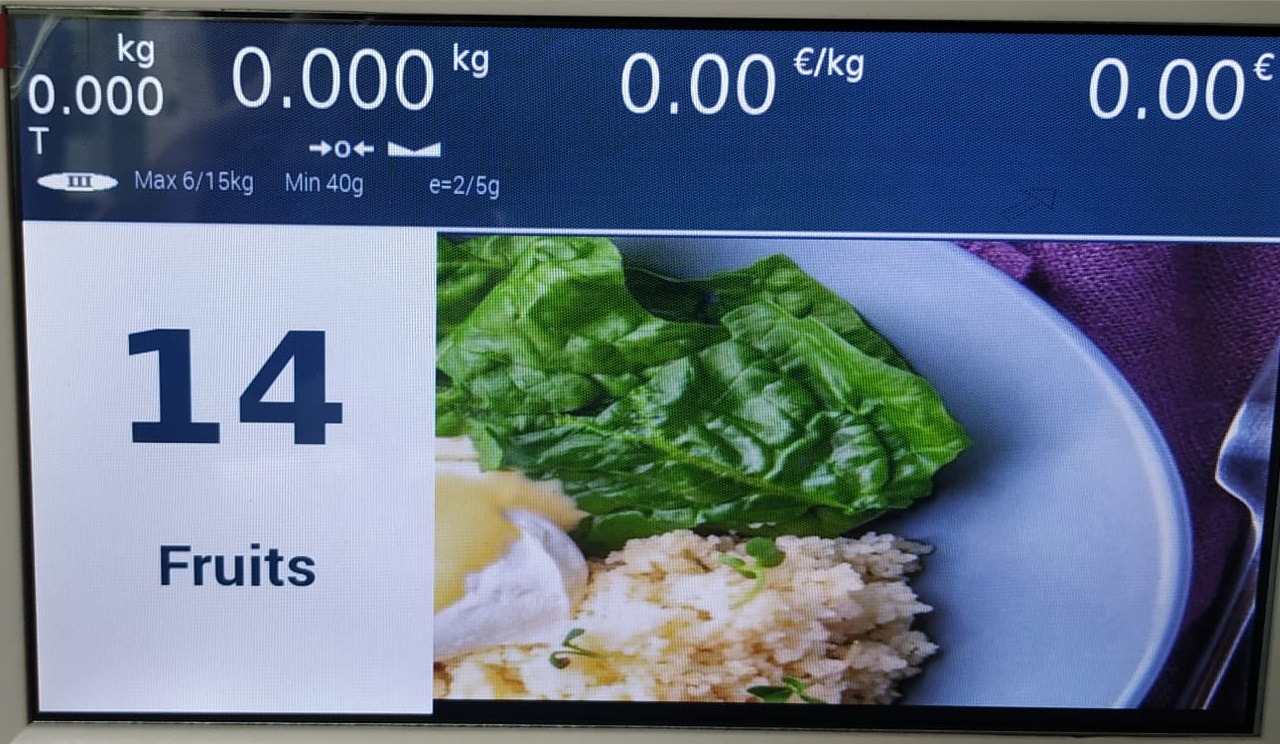 kg
0.000
T
0.000 kg
0.00 €/kg
0.00 €
→0←
III
Max 6/15kg
Min 40g
e=2/5g
14
Fruits